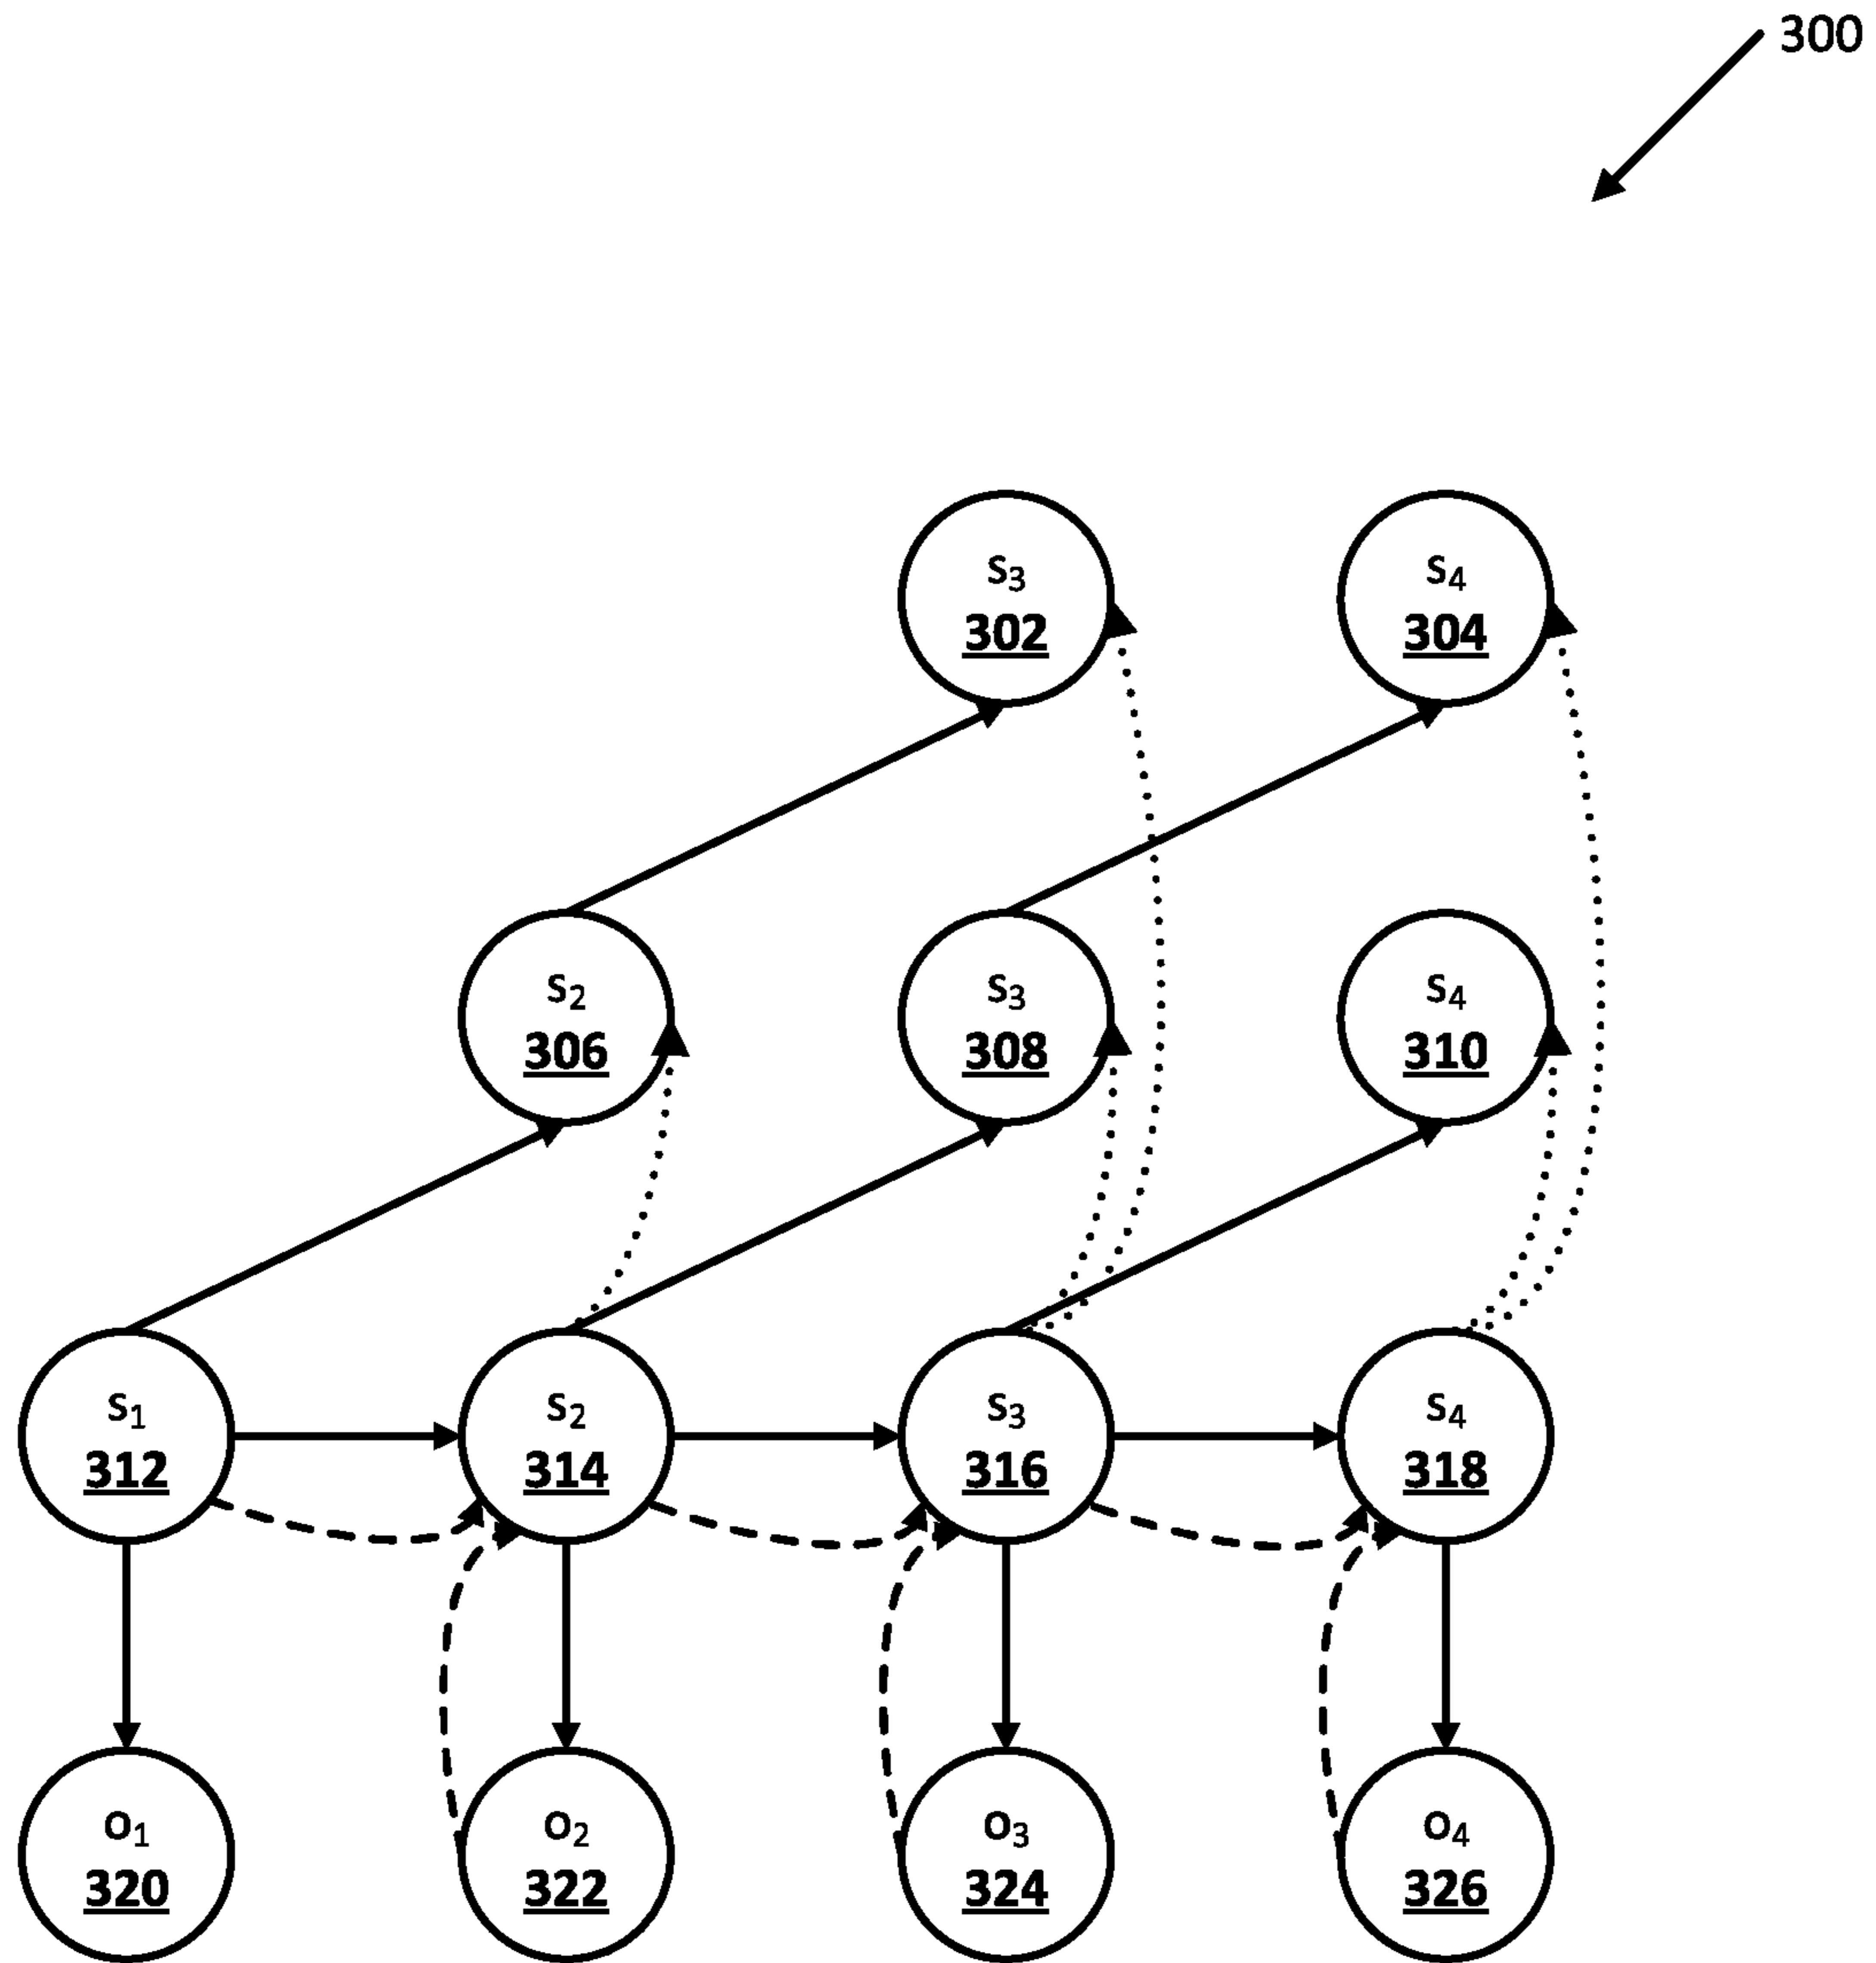 300
s₃
302
s₄
304
s₂
306
s₃
308
s₄
310
s₁
312
s₂
314
s₃
316
s₄
318
o₁
320
o₂
322
o₃
324
o₄
326